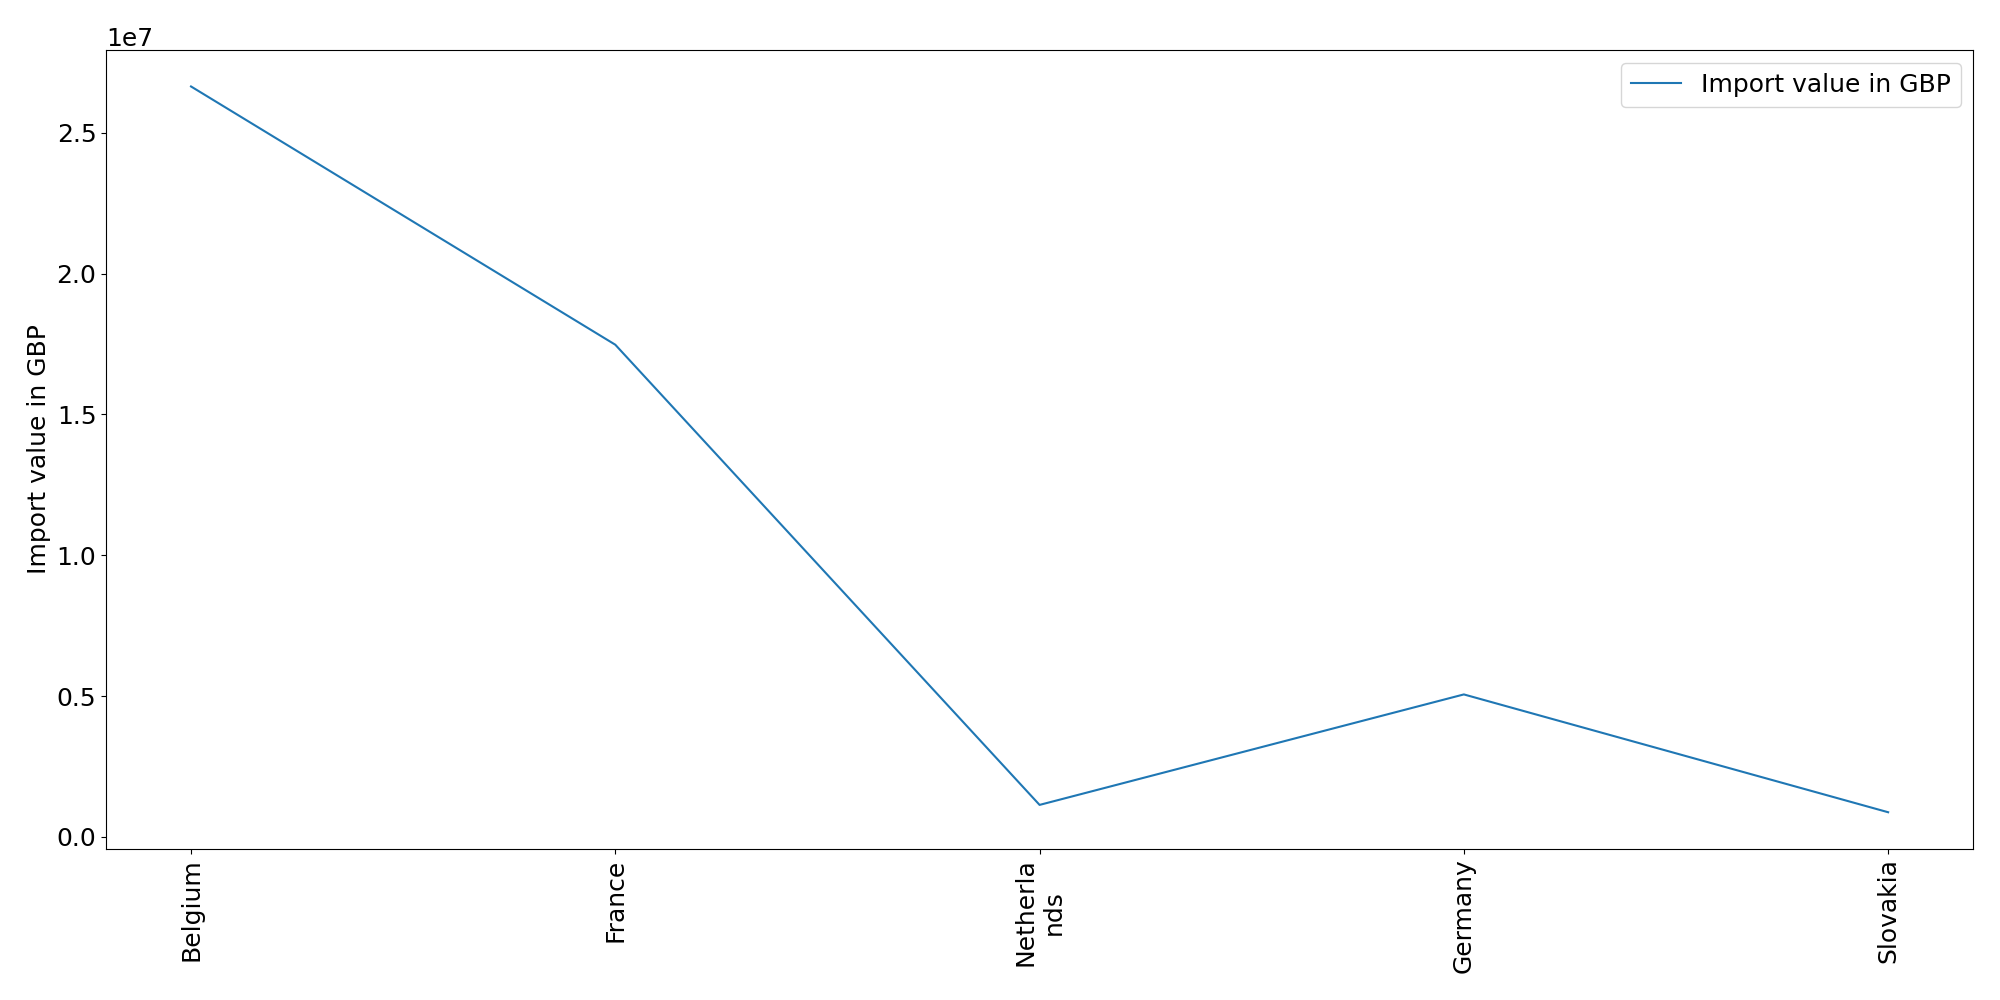 1e7
Import value in GBP
2.5
2.0
1.5
1.0
0.5
0.0
Import value in GBP
Belgium
France
Netherla
nds
Germany
Slovakia